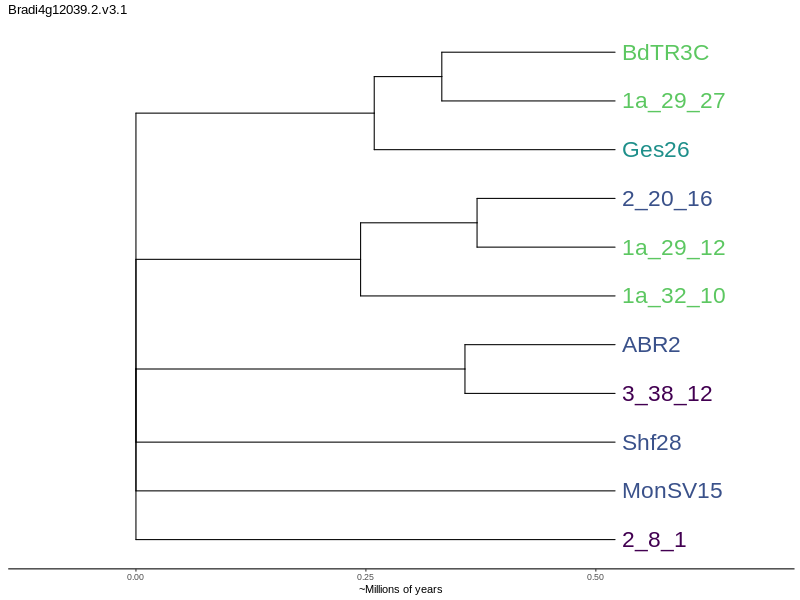 Bradi4g12039.2.v3.1
BdTR3C
1a_29_27
Ges26
2_20_16
1a_29_12
1a_32_10
ABR2
3_38_12
Shf28
MonSV15
2_8_1
0.00 0.25 0.50
~Millions of years